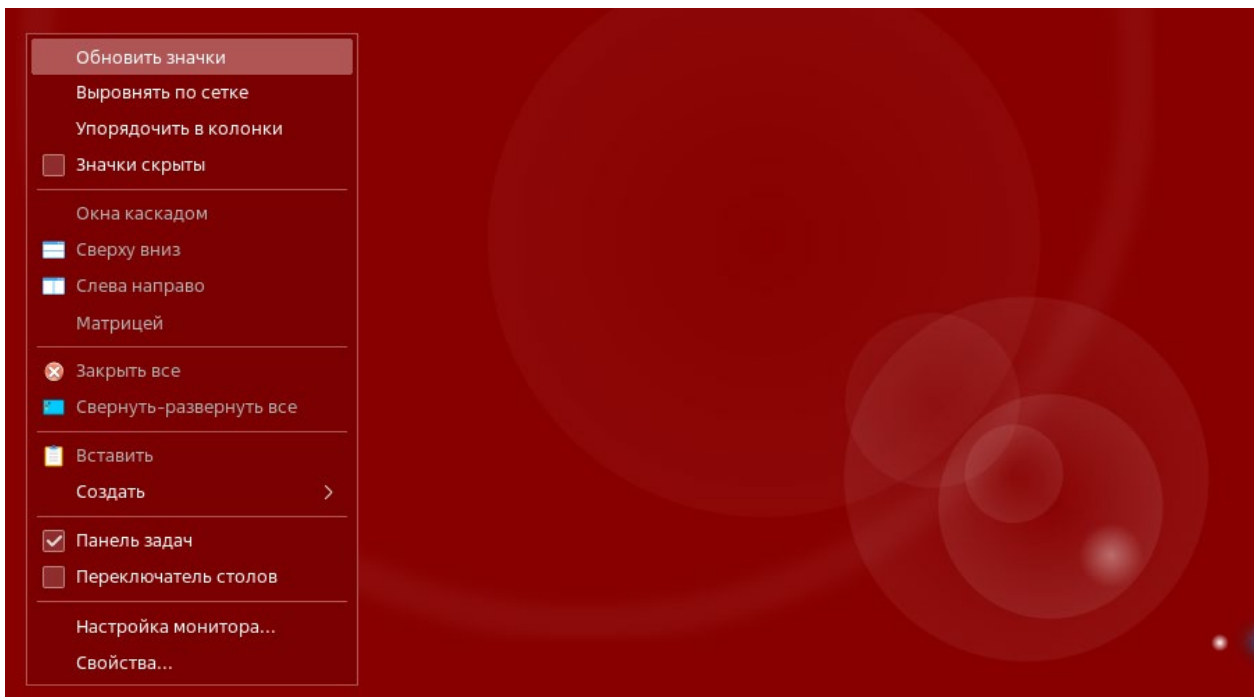 Обновить значки
Выровнять по сетке
Упорядочить в колонки
Значки скрыты
Окна каскадом
Сверху вниз
Слева направо
Матрицей
Закрыть все
Свернуть-развернуть все
Вставить
Создать
Панель задач
Переключатель столов
Настройка монитора...
Свойства...